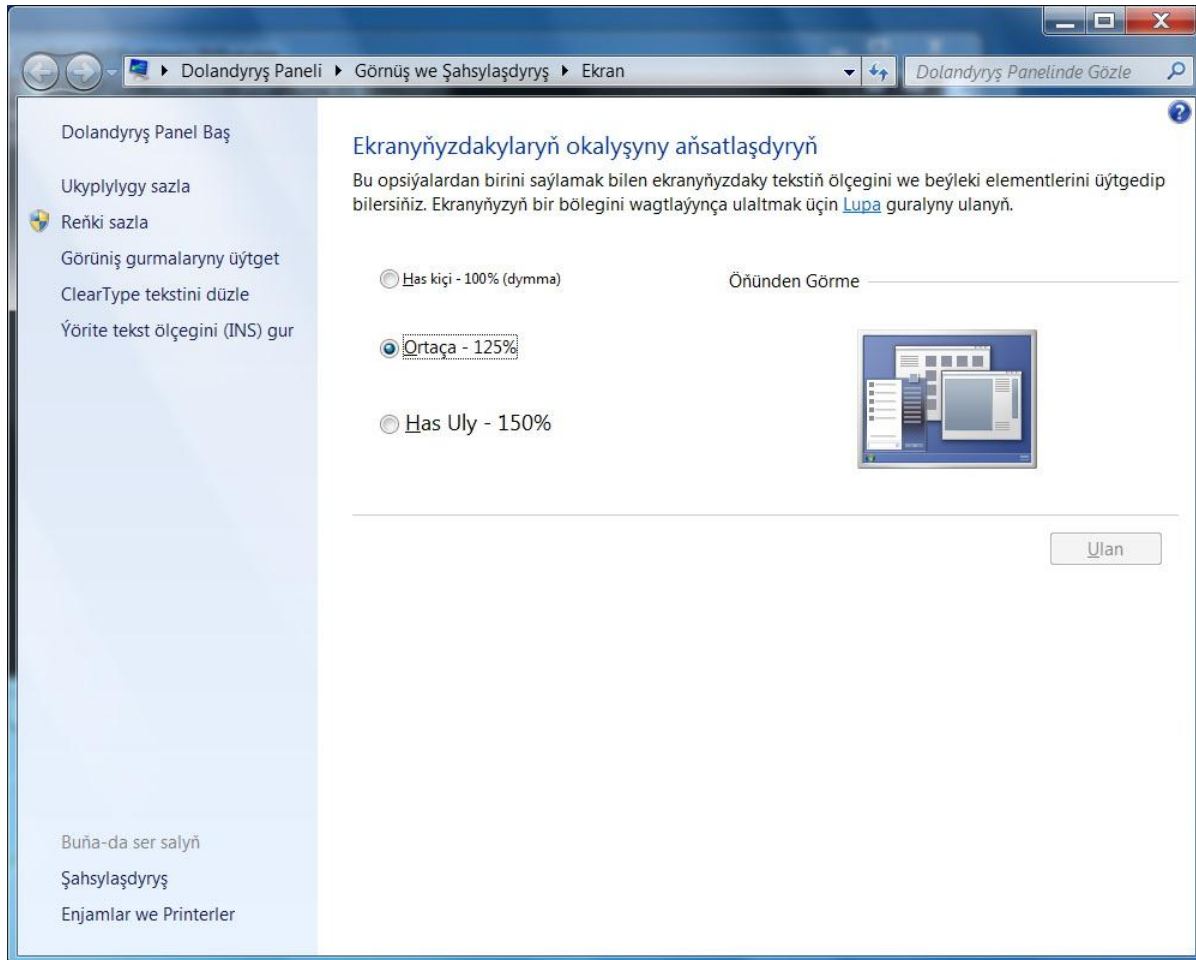 Dolandyryş Paneli Görnüş we Şahsylaşdyryş Ekran Dolandyryş Panelinde Gözle
Dolandyryş Panel Baş
Ukyplylygy sazla
Reňki sazla
Görüniş gurmalaryny üýtget
ClearType tekstini düzle
Ýörite tekst ölçegini (INS) gur
Ekranyňyzdakylaryň okalyşyny aňsatlaşdyryň
Bu opsiýalardan birini saýlamak bilen ekranyňyzdaky tekstiň ölçegini we beýleki elementlerini üýtgedip
bilersiňiz. Ekranyňyzyň bir bölegini wagtlaýynça ulaltmak üçin Lupa guralyny ulanyň.
Has kiçi - 100% (dymma)
Öňünden Görme
Ortaça - 125%
Has Uly - 150%
Ulan
Buňa-da ser salyň
Şahsylaşdyryş
Enjamlar we Printerler